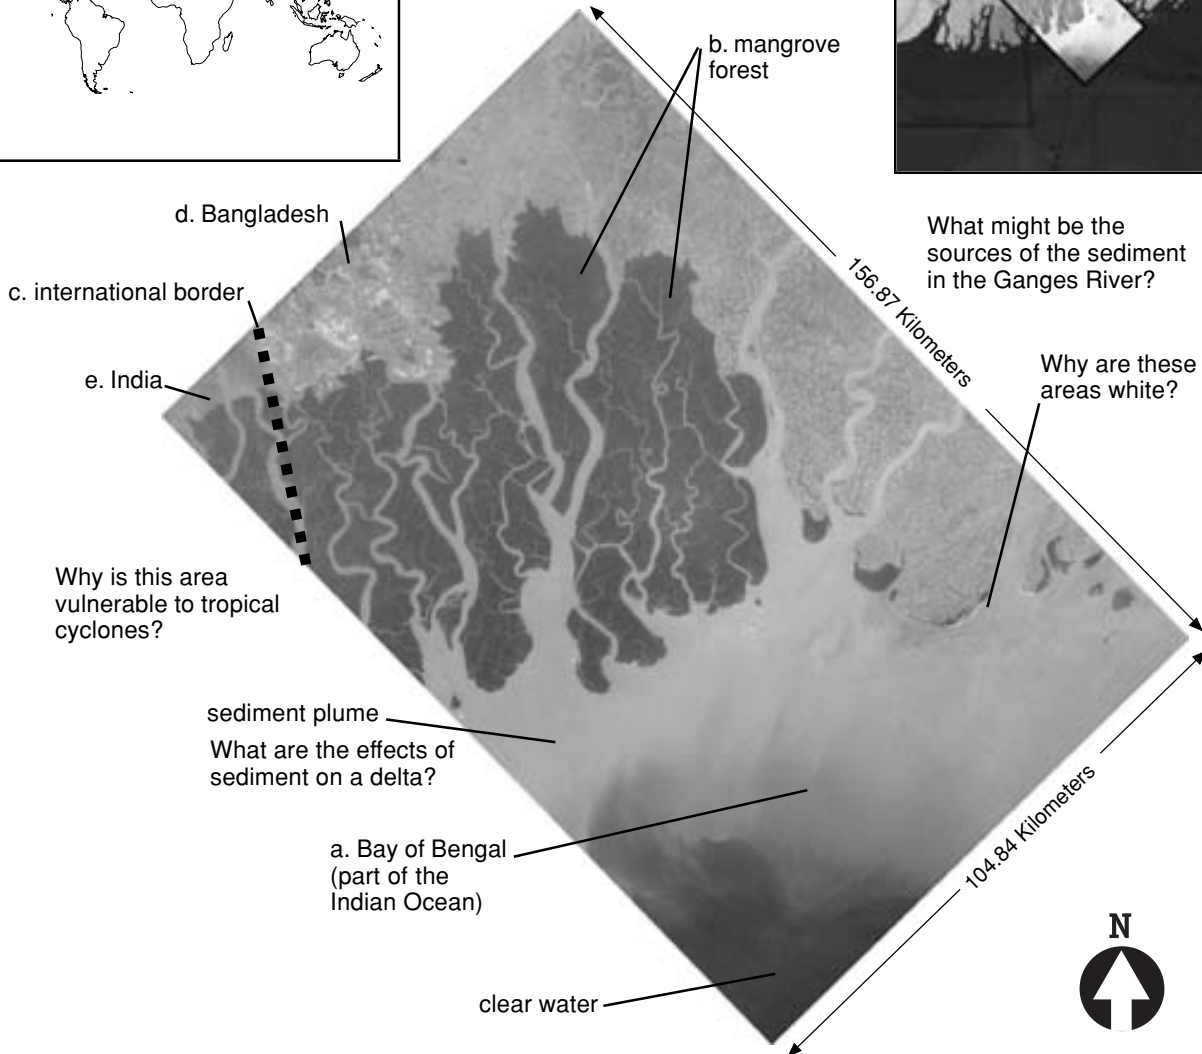 b. mangrove
forest
d. Bangladesh
c. international border
e. India
156.87 Kilometers
What might be the
sources of the sediment
in the Ganges River?
Why are these
areas white?
Why is this area
vulnerable to tropical
cyclones?
sediment plume
What are the effects of
sediment on a delta?
a. Bay of Bengal
(part of the
Indian Ocean)
104.84 Kilometers
clear water
N